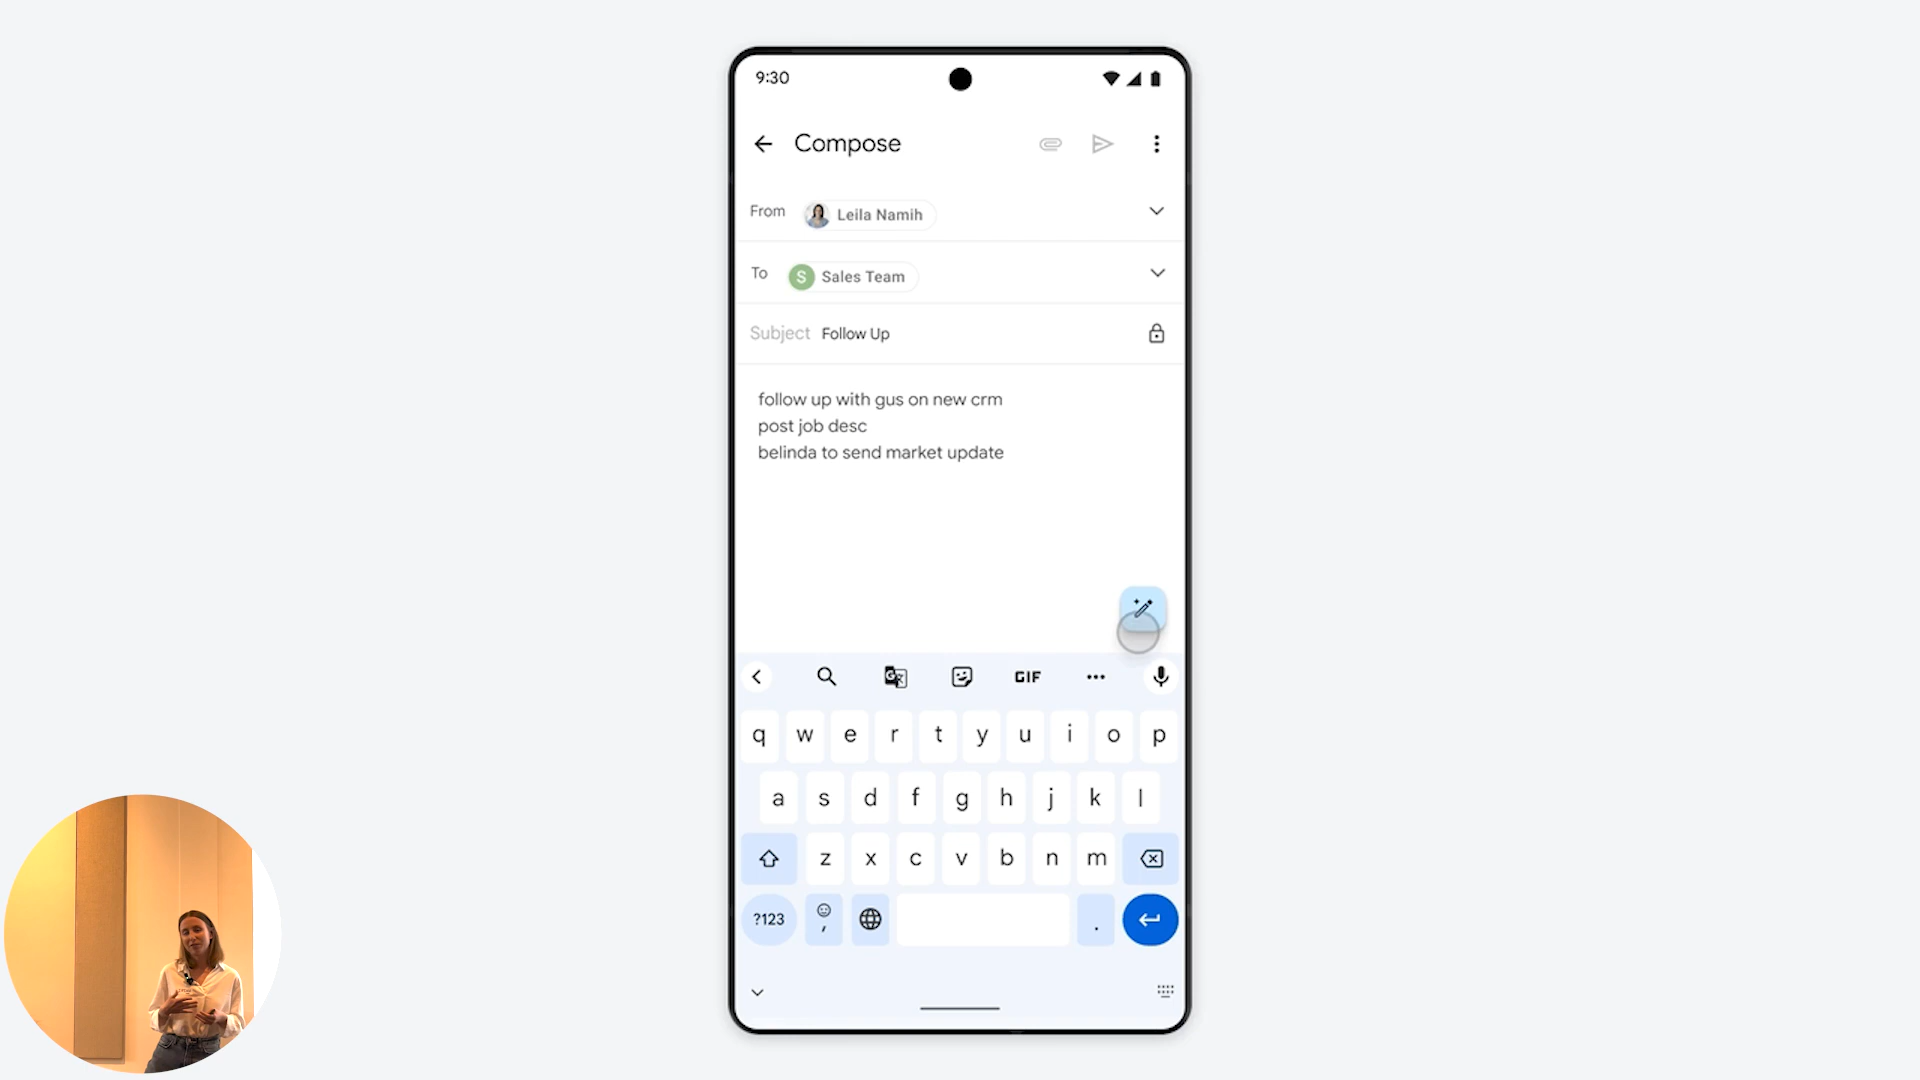 9:30
Compose
From Leila Namih
To S Sales Team
Subject Follow Up
follow up with gus on new crm
post job desc
belinda to send market update
GIF
q w e r t y u i o p
a s d f g h j k l
z x c v b n m
?123 , .